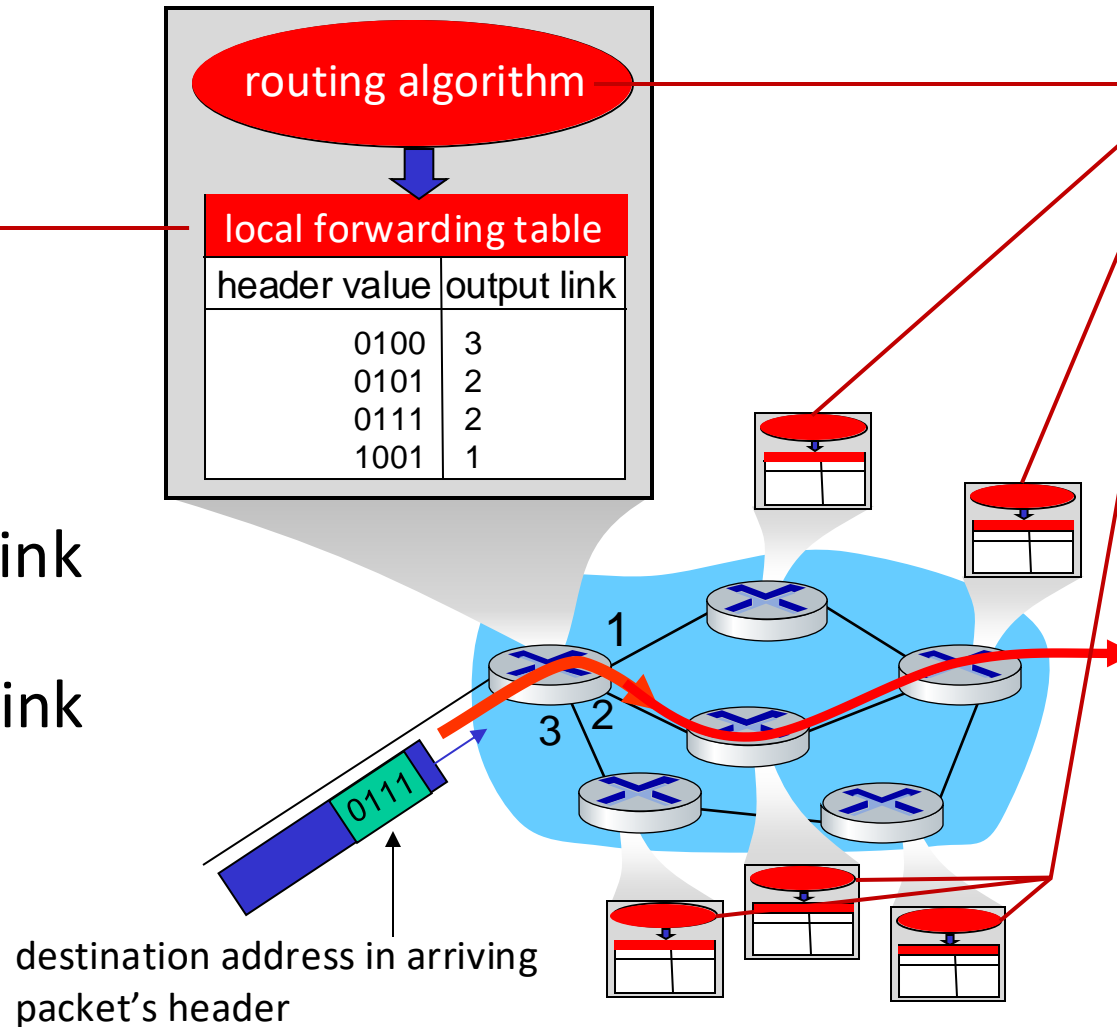 routing algorithm
local forwarding table
header value output link
0100 3
0101 2
0111 2
1001 1
ink
ink
1
2
3
0111
destination address in arriving
packet's header